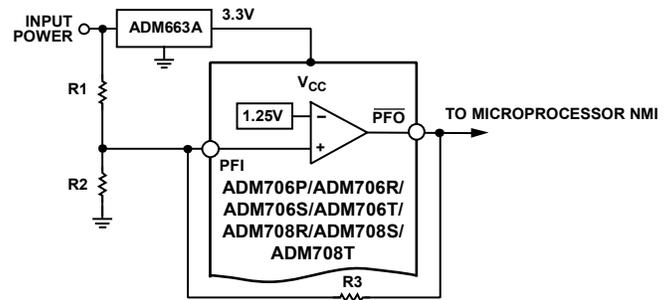 INPUT
POWER
ADM663A
3.3V
R1
VCC
1.25V
−
+
PFO
TO MICROPROCESSOR NMI
PFI
R2
ADM706P/ADM706R/
ADM706S/ADM706T/
ADM708R/ADM708S/
ADM708T
R3